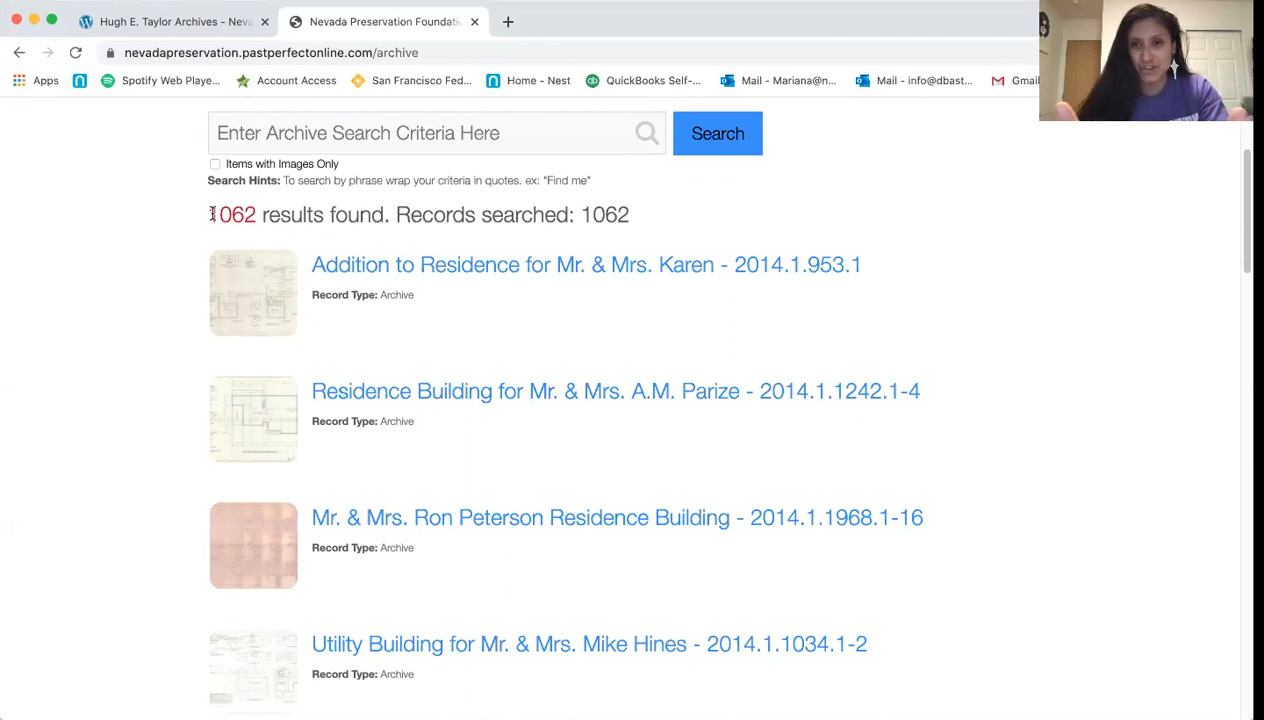 Hugh E. Taylor Archives - Neva
Nevada Preservation Foundati
nevadapreservation.pastperfectonline.com/archive
Apps
Spotify Web Playe...
Account Access
San Francisco Fed...
Home - Nest
QuickBooks Self-...
Mail - Mariana@n...
Mail - info@dbast...
Gmai
Enter Archive Search Criteria Here
Search
Items with Images Only
Search Hints: To search by phrase wrap your criteria in quotes. ex: "Find me"
1062 results found. Records searched: 1062
Addition to Residence for Mr. & Mrs. Karen - 2014.1.953.1
Record Type: Archive
Residence Building for Mr. & Mrs. A.M. Parize - 2014.1.1242.1-4
Record Type: Archive
Mr. & Mrs. Ron Peterson Residence Building - 2014.1.1968.1-16
Record Type: Archive
Utility Building for Mr. & Mrs. Mike Hines - 2014.1.1034.1-2
Record Type: Archive